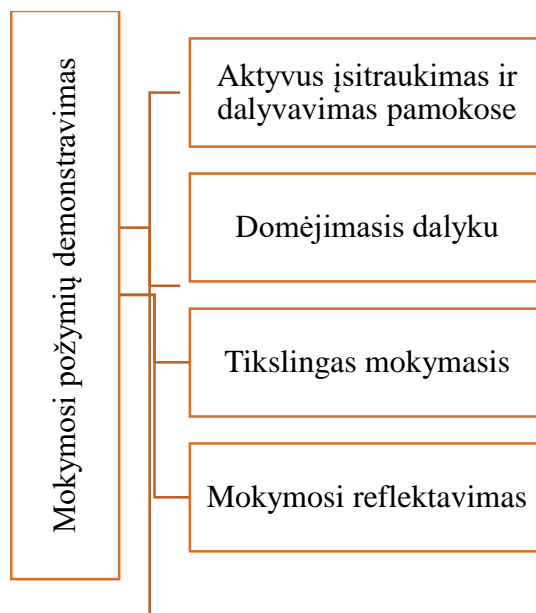 Mokymosi požymių demonstravimas
Aktyvus įsitraukimas ir
dalyvavimas pamokose
Domėjimasis dalyku
Tikslingas mokymasis
Mokymosi reflektavimas